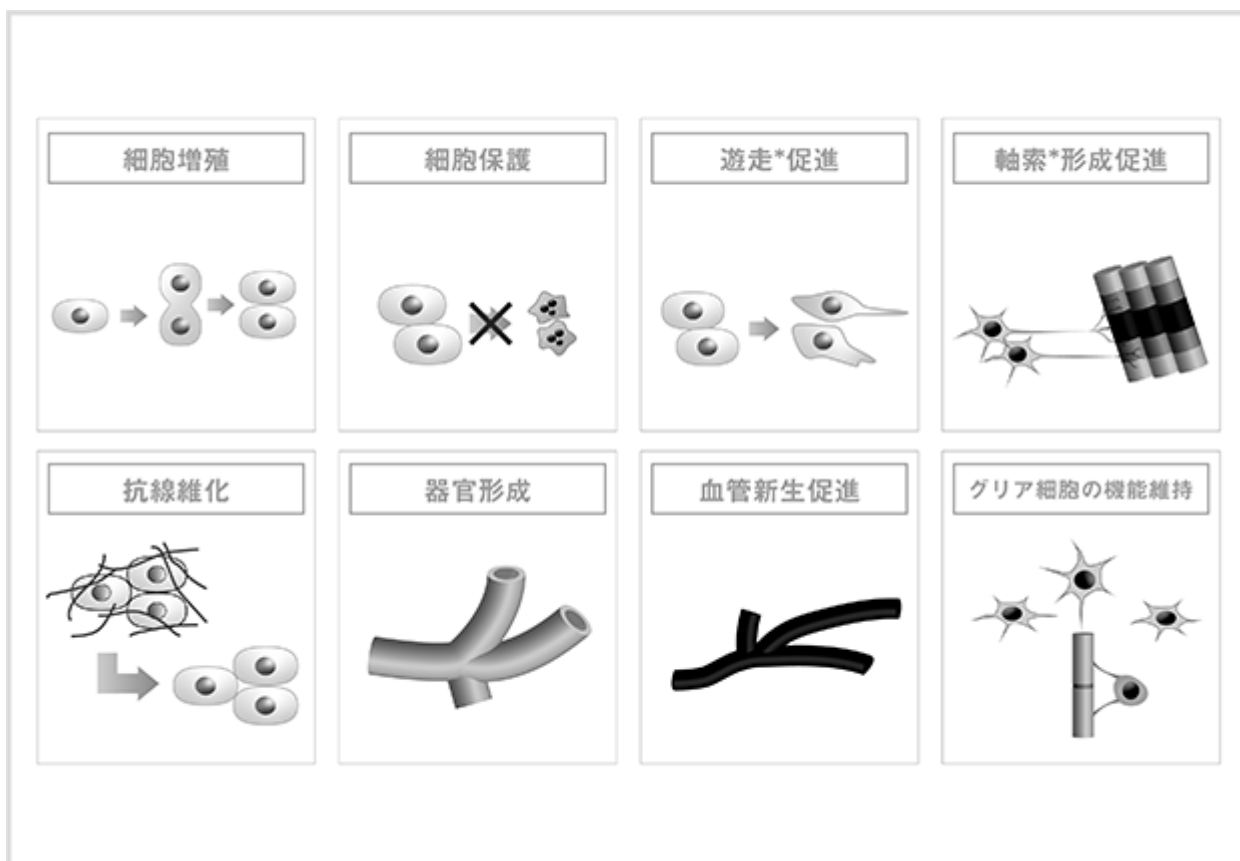 細胞増殖
細胞保護
遊走*促進
軸索*形成促進
抗線維化
器官形成
血管新生促進
グリア細胞の機能維持